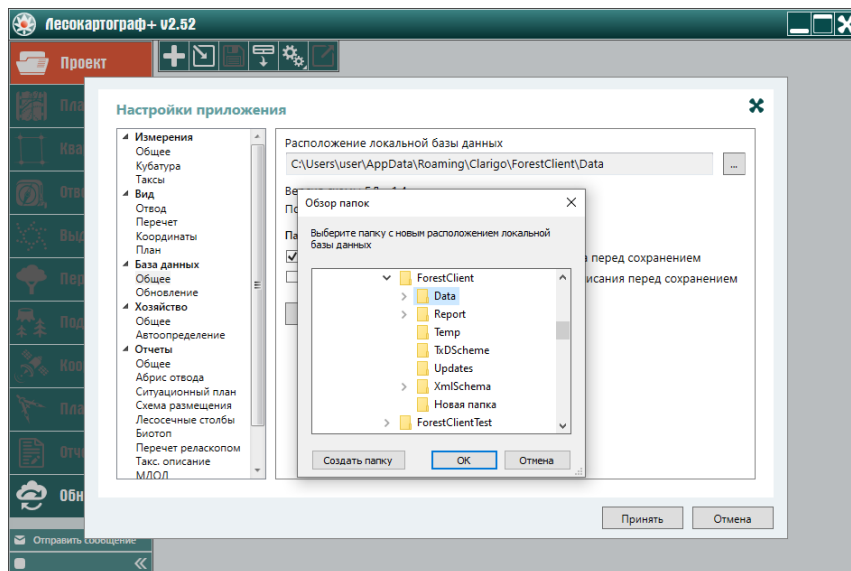 Лесокартограф+ v2.52
Проект
Настройки приложения
Измерения
Общее
Кубатура
Таксы
Вид
Отвод
Перечет
Координаты
План
База данных
Общее
Обновление
Хозяйство
Общее
Автоопределение
Отчеты
Общее
Абрис отвода
Ситуационный план
Схема размещения
Лесосечные столбы
Биотоп
Перечет реласкопом
Такс. описание
МДОЛ
Расположение локальной базы данных
C:\Users\user\AppData\Roaming\Clarigo\ForestClient\Data
...
перед сохранением
перед сохранением
Обзор папок
Выберите папку с новым расположением локальной
базы данных
ForestClient
Data
Report
Temp
TxDScheme
Updates
XmlSchema
Новая папка
ForestClientTest
Создать папку
ОК
Отмена
Принять
Отмена
Отправить сообщение